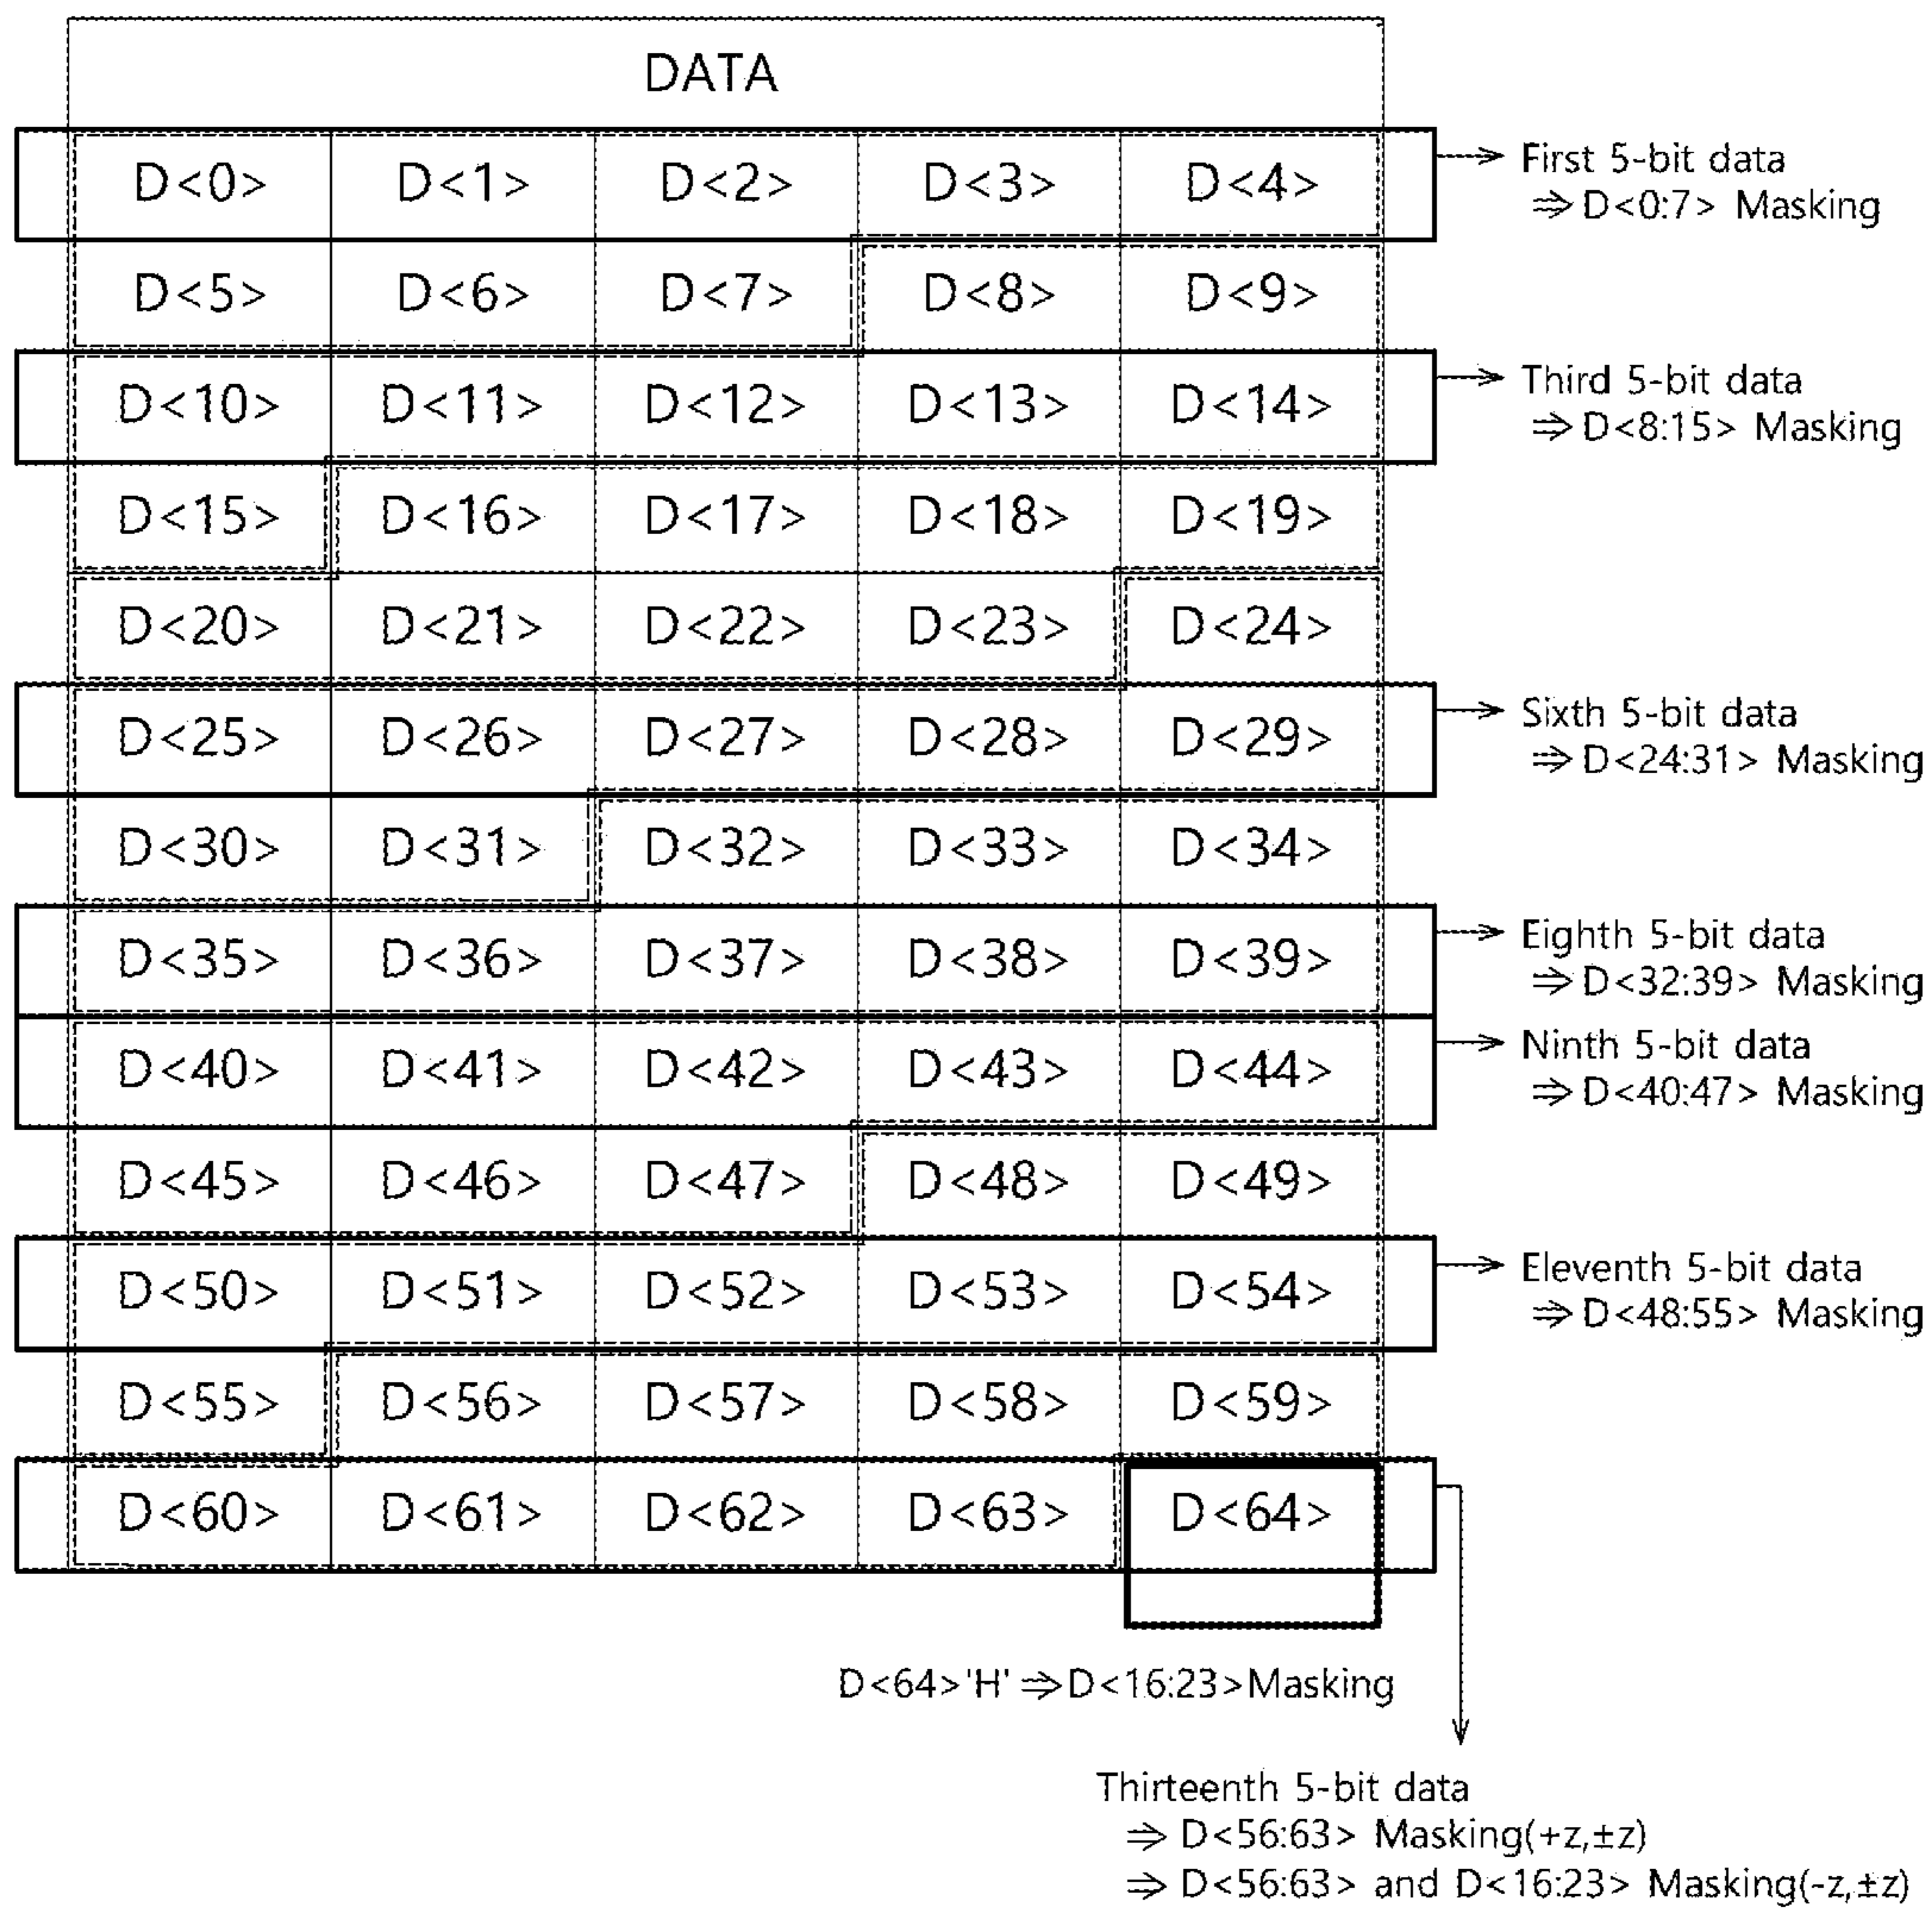 DATA
D<0> D<1> D<2> D<3> D<4>
First 5-bit data
⇒ D<0:7> Masking
D<5> D<6> D<7> D<8> D<9>
D<10> D<11> D<12> D<13> D<14>
Third 5-bit data
⇒ D<8:15> Masking
D<15> D<16> D<17> D<18> D<19>
D<20> D<21> D<22> D<23> D<24>
D<25> D<26> D<27> D<28> D<29>
Sixth 5-bit data
⇒ D<24:31> Masking
D<30> D<31> D<32> D<33> D<34>
D<35> D<36> D<37> D<38> D<39>
Eighth 5-bit data
⇒ D<32:39> Masking
D<40> D<41> D<42> D<43> D<44>
Ninth 5-bit data
⇒ D<40:47> Masking
D<45> D<46> D<47> D<48> D<49>
D<50> D<51> D<52> D<53> D<54>
Eleventh 5-bit data
⇒ D<48:55> Masking
D<55> D<56> D<57> D<58> D<59>
D<60> D<61> D<62> D<63> D<64>
D<64>'H' ⇒ D<16:23>Masking
Thirteenth 5-bit data
⇒ D<56:63> Masking(+z,±z)
⇒ D<56:63> and D<16:23> Masking(-z,±z)